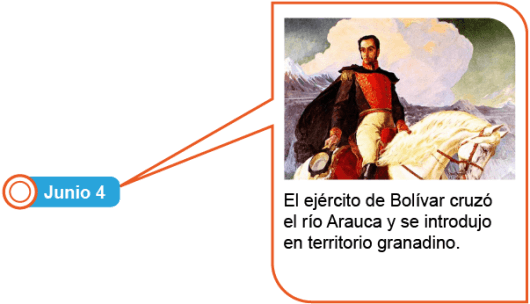 Junio 4
El ejército de Bolívar cruzó
el río Arauca y se introdujo
en territorio granadino.